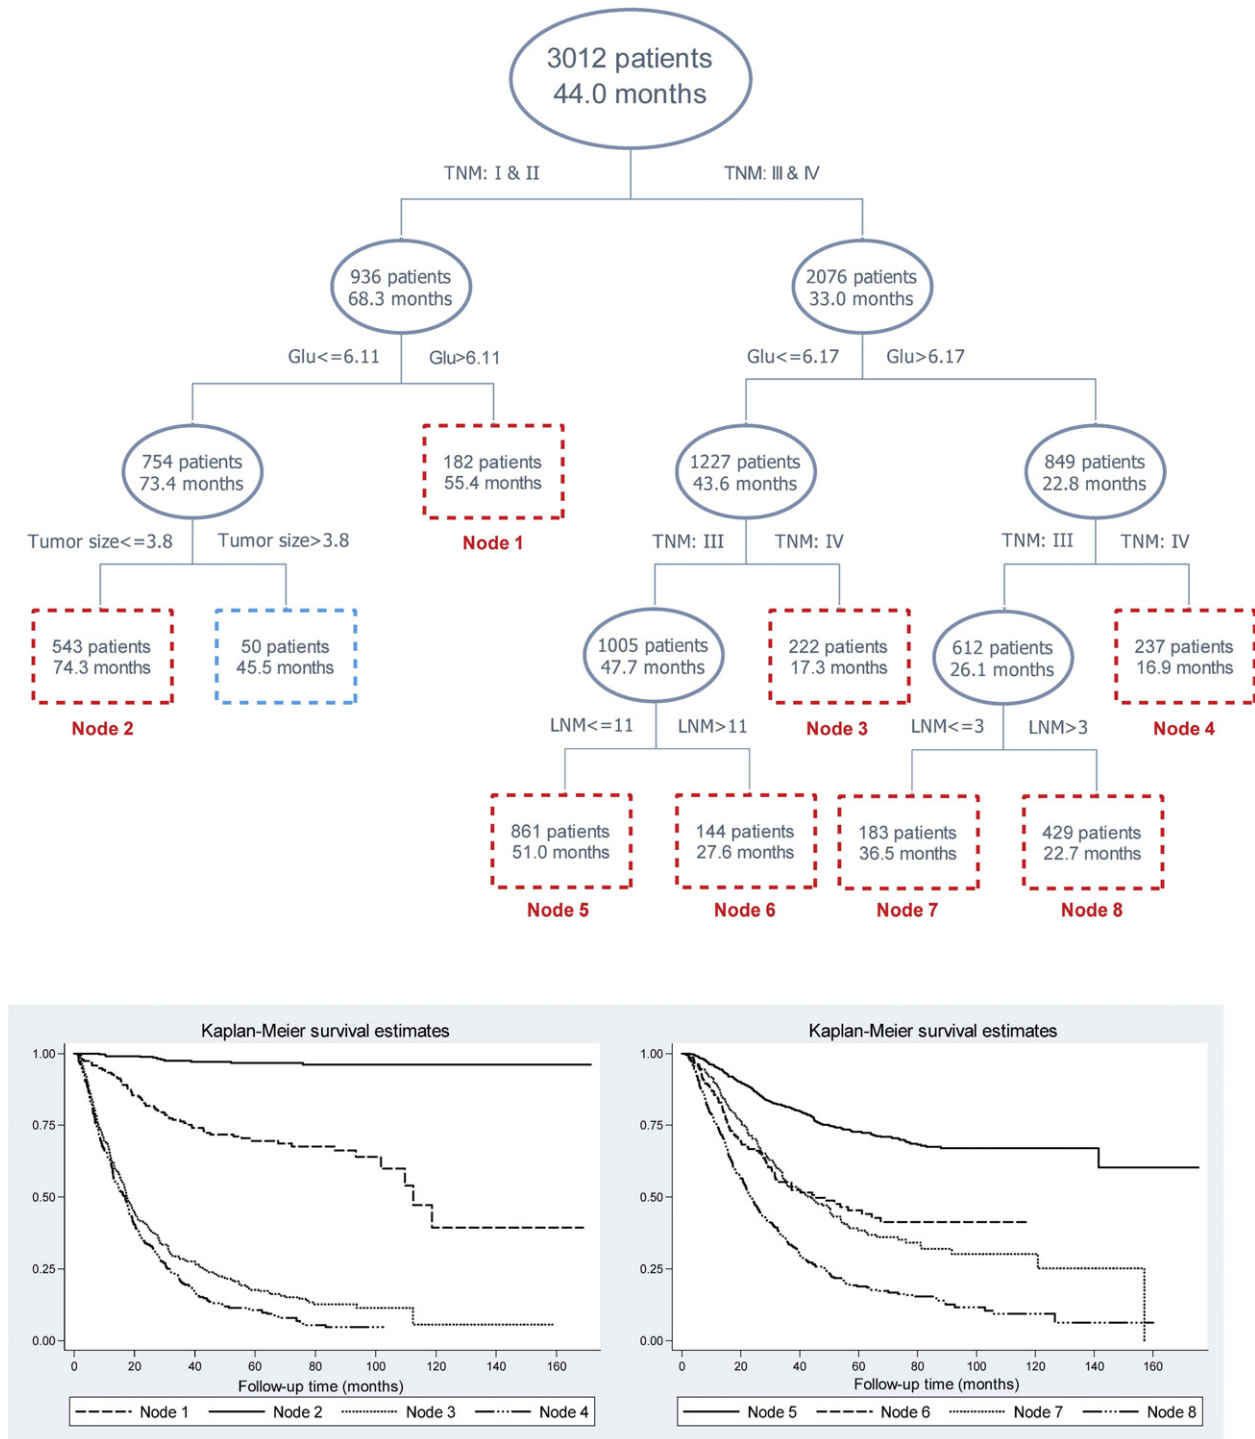 3012 patients
44.0 months
TNM: I & II
TNM: III & IV
936 patients
68.3 months
2076 patients
33.0 months
Glu<=6.11
Glu>6.11
Glu<=6.17
Glu>6.17
754 patients
73.4 months
182 patients
55.4 months
1227 patients
43.6 months
849 patients
22.8 months
Node 1
Tumor size<=3.8
Tumor size>3.8
TNM: III
TNM: IV
TNM: III
TNM: IV
543 patients
74.3 months
50 patients
45.5 months
1005 patients
47.7 months
222 patients
17.3 months
612 patients
26.1 months
237 patients
16.9 months
Node 2
Node 3
Node 4
LNM<=11
LNM>11
LNM<=3
LNM>3
861 patients
51.0 months
144 patients
27.6 months
183 patients
36.5 months
429 patients
22.7 months
Node 5
Node 6
Node 7
Node 8
Kaplan-Meier survival estimates
1.00
0.75
0.50
0.25
0.00
0 20 40 60 80 100 120 140 160
Follow-up time (months)
Node 1 Node 2 Node 3 Node 4
Kaplan-Meier survival estimates
1.00
0.75
0.50
0.25
0.00
0 20 40 60 80 100 120 140 160
Follow-up time (months)
Node 5 Node 6 Node 7 Node 8